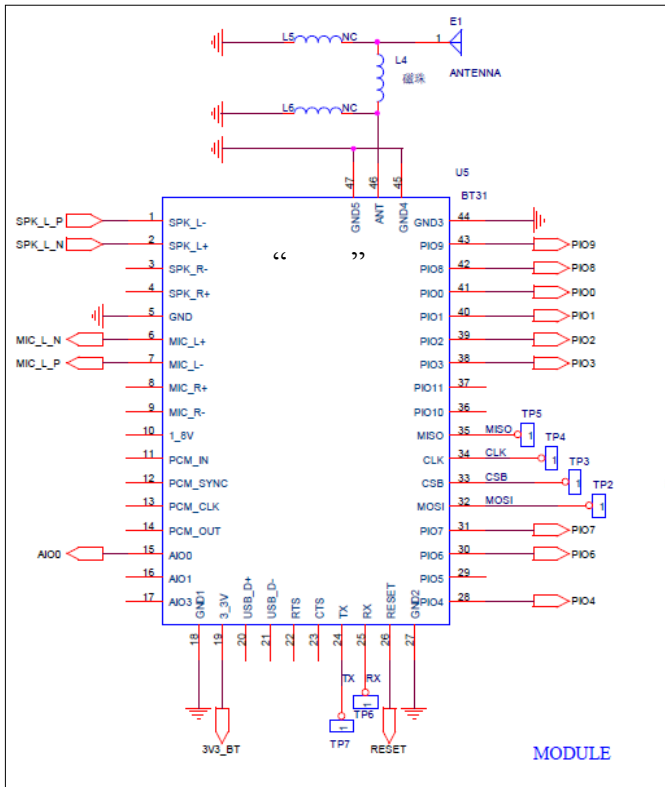 E1
L5 NC 1
L4
磁珠 ANTENNA
L6 NC
47 46 45 U5
BT31
GND5 ANT GND4
SPK_L_P 1 SPK_L- GND3 44
SPK_L_N 2 SPK_L+ PIO9 43 PIO9
“ ”
3 SPK_R- PIO8 42 PIO8
4 SPK_R+ PIO0 41 PIO0
5 GND PIO1 40 PIO1
MIC_L_N 6 MIC_L+ PIO2 39 PIO2
MIC_L_P 7 MIC_L- PIO3 38 PIO3
8 MIC_R+ PIO11 37
9 MIC_R- PIO10 36
10 1_8V MISO 35 MISO 1 TP5
11 PCM_IN CLK 34 CLK 1 TP4
12 PCM_SYNC CSB 33 CSB 1 TP3
13 PCM_CLK MOSI 32 MOSI 1 TP2
14 PCM_OUT PIO7 31 PIO7
AIO0 15 AIO0 PIO6 30 PIO6
16 AIO1 PIO5 29
17 AIO3 PIO4 28 PIO4
GND1 3_3V USB_D+ USB_D- RTS CTS TX RX RESET GND2
18 19 20 21 22 23 24 25 26 27
TX RX
1 TP6
1 TP7
3V3_BT RESET
MODULE